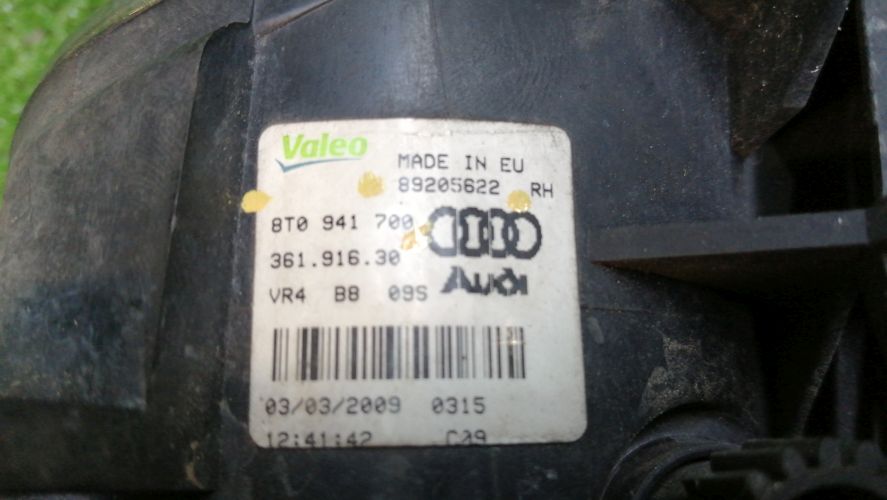 Valeo
MADE IN EU
89205622 RH
8T0 941 700
361.916.30
VR4 B8 09S
Audi
03/03/2009 0315
12:41:42 C09